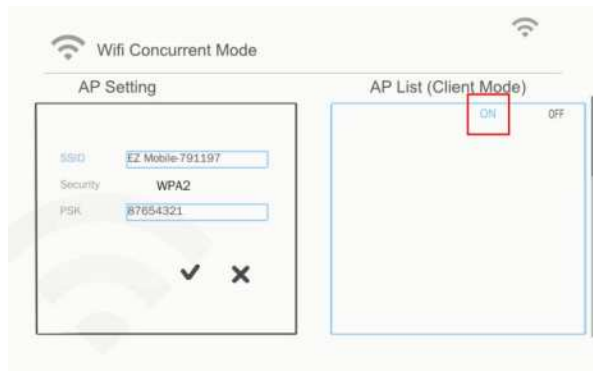 Wifi Concurrent Mode
AP Setting
AP List (Client Mode)
ON OFF
SSID EZ Mobile-791197
Security WPA2
PSK 87654321